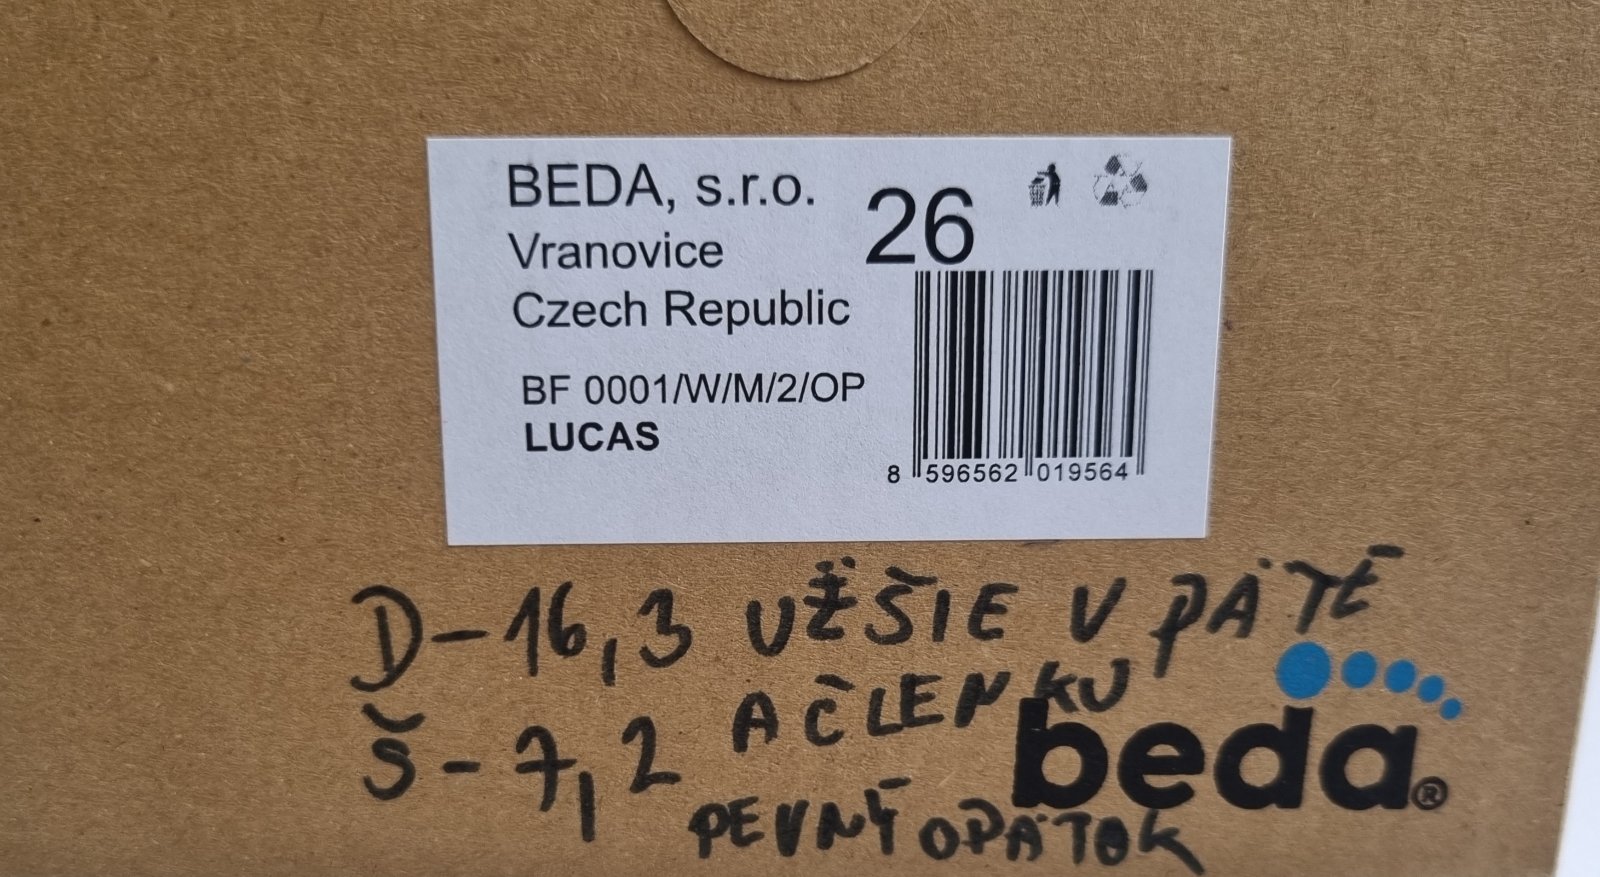 BEDA, s.r.o.
26
Vranovice
Czech Republic
BF 0001/W/M/2/OP
LUCAS
8 596562 019564
D-16,3 UŽŠIE V PÄTE
Š-7,2 A ČLENKU
PEVNÝ OPÄTOK
beda®